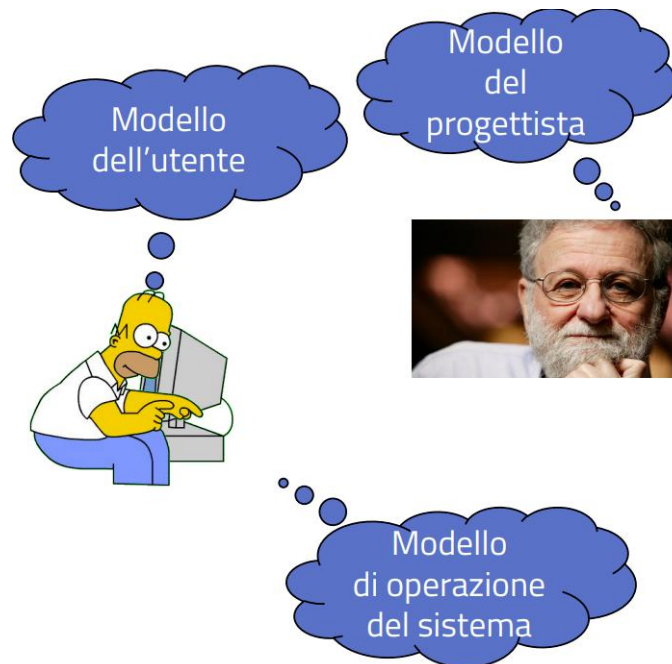 Modello
dell'utente
Modello
del
progettista
Modello
di operazione
del sistema